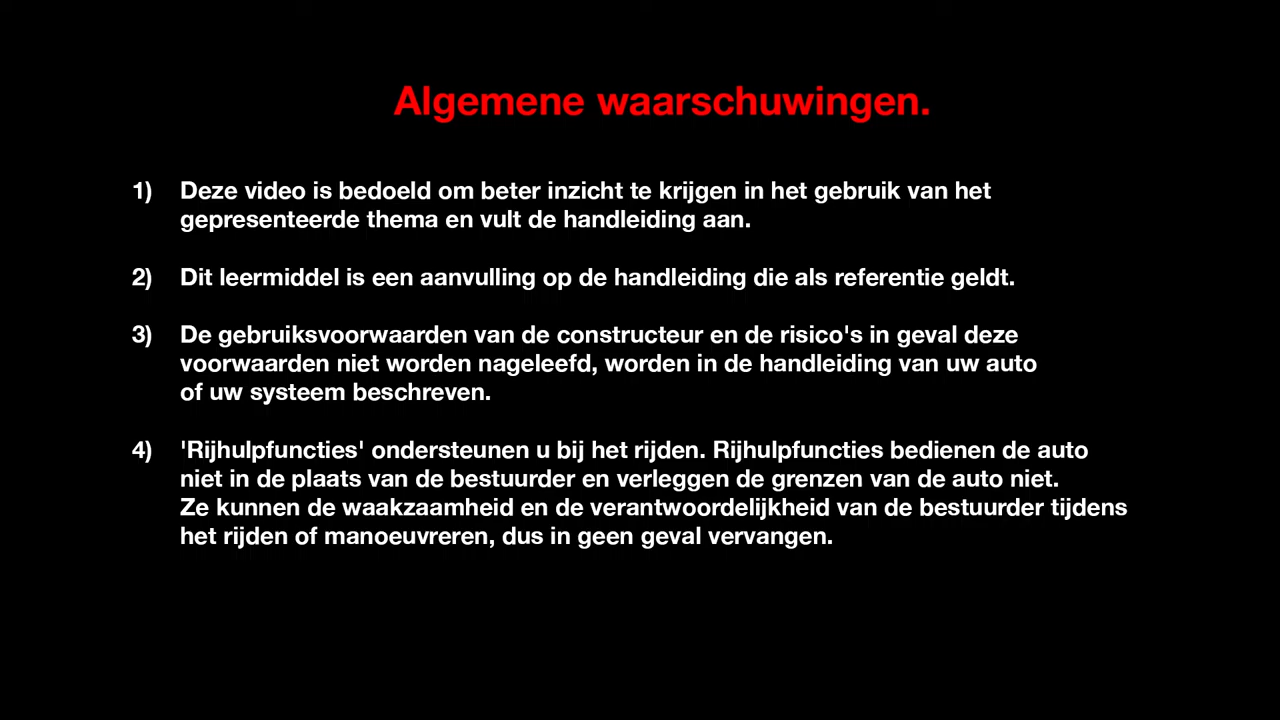 Algemene waarschuwingen.
1) Deze video is bedoeld om beter inzicht te krijgen in het gebruik van het
gepresenteerde thema en vult de handleiding aan.
2) Dit leermiddel is een aanvulling op de handleiding die als referentie geldt.
3) De gebruiksvoorwaarden van de constructeur en de risico's in geval deze
voorwaarden niet worden nageleefd, worden in de handleiding van uw auto
of uw systeem beschreven.
4) 'Rijhulpfuncties' ondersteunen u bij het rijden. Rijhulpfuncties bedienen de auto
niet in de plaats van de bestuurder en verleggen de grenzen van de auto niet.
Ze kunnen de waakzaamheid en de verantwoordelijkheid van de bestuurder tijdens
het rijden of manoeuvreren, dus in geen geval vervangen.